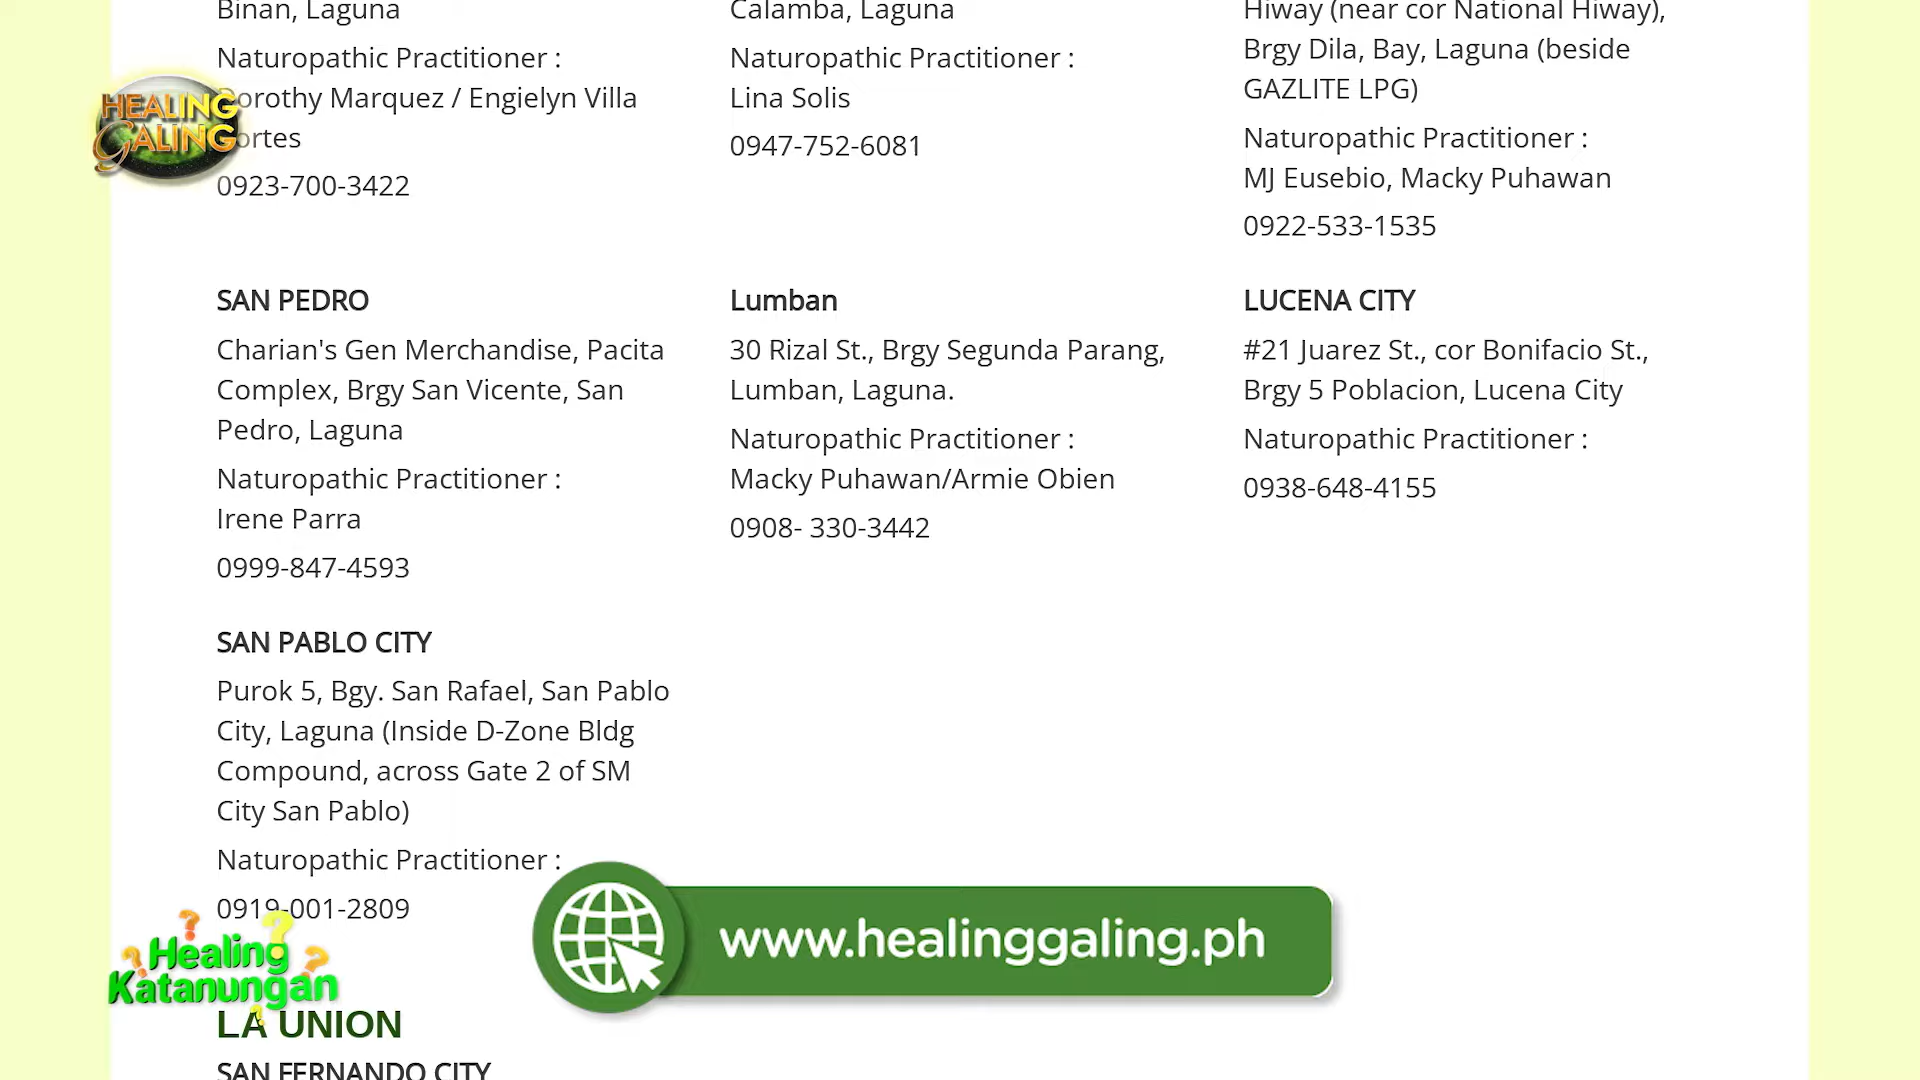 Binan, Laguna
Naturopathic Practitioner :
Dorothy Marquez / Engielyn Villa
ortes
0923-700-3422
Calamba, Laguna
Naturopathic Practitioner :
Lina Solis
0947-752-6081
Hiway (near cor National Hiway),
Brgy Dila, Bay, Laguna (beside
GAZLITE LPG)
Naturopathic Practitioner :
MJ Eusebio, Macky Puhawan
0922-533-1535
HEALING
GALING
SAN PEDRO
Charian's Gen Merchandise, Pacita
Complex, Brgy San Vicente, San
Pedro, Laguna
Naturopathic Practitioner :
Irene Parra
0999-847-4593
Lumban
30 Rizal St., Brgy Segunda Parang,
Lumban, Laguna.
Naturopathic Practitioner :
Macky Puhawan/Armie Obien
0908- 330-3442
LUCENA CITY
#21 Juarez St., cor Bonifacio St.,
Brgy 5 Poblacion, Lucena City
Naturopathic Practitioner :
0938-648-4155
SAN PABLO CITY
Purok 5, Bgy. San Rafael, San Pablo
City, Laguna (Inside D-Zone Bldg
Compound, across Gate 2 of SM
City San Pablo)
Naturopathic Practitioner :
0919-001-2809
www.healinggaling.ph
Healing
Katanungan
LA UNION
SAN FERNANDO CITY